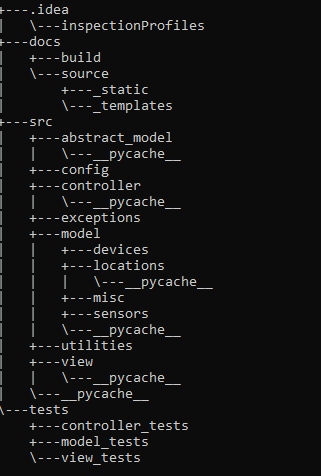 +---.idea
|   \---inspectionProfiles
+---docs
|   +---build
|   \---source
|       +---_static
|       \---_templates
+---src
|   +---abstract_model
|   |   \---__pycache__
|   +---config
|   +---controller
|   |   \---__pycache__
|   +---exceptions
|   +---model
|   |   +---devices
|   |   +---locations
|   |   |   \---__pycache__
|   |   +---misc
|   |   +---sensors
|   |   \---__pycache__
|   +---utilities
|   +---view
|   |   \---__pycache__
|   \---__pycache__
\---tests
    +---controller_tests
    +---model_tests
    \---view_tests